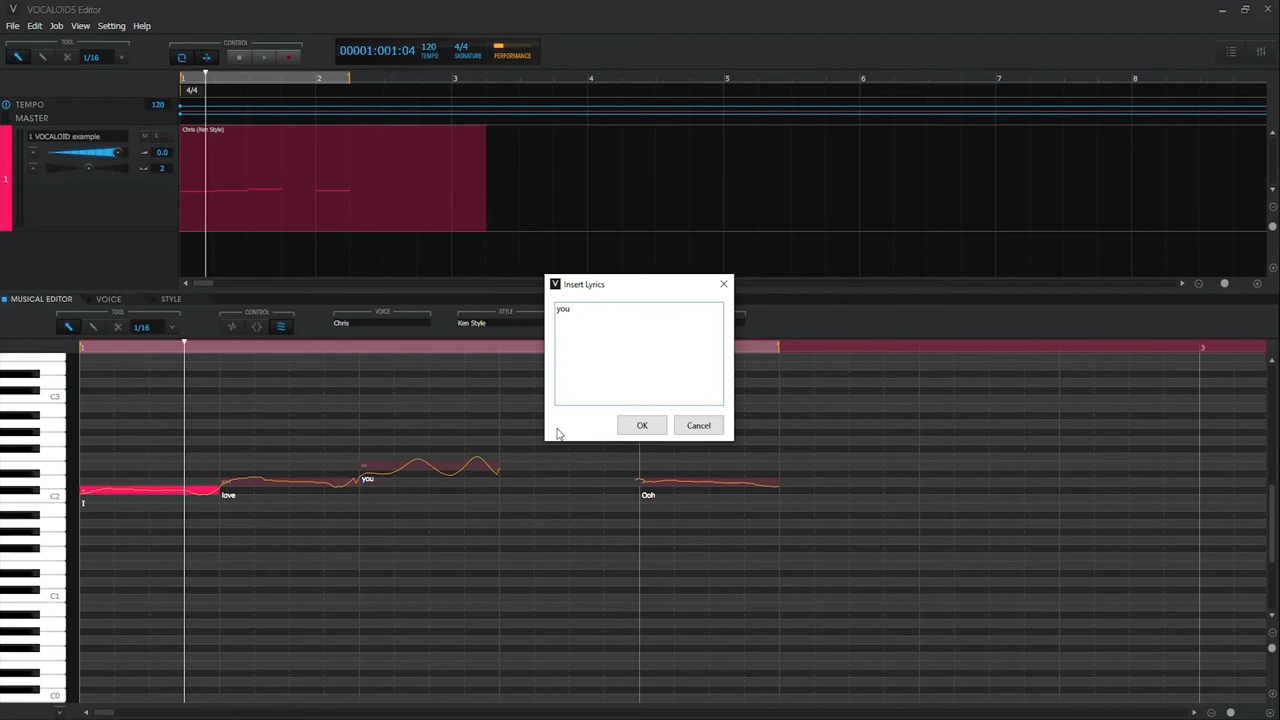 VOCALOID5 Editor
File Edit Job View Setting Help
TOOL
CONTROL
1/16
00001:001:04
120
TEMPO
4/4
SIGNATURE
PERFORMANCE
1 2 3 4 5 6 7 8
4/4
TEMPO 120
MASTER
1
1 VOCALOID example M S
0.0
2
Chris (Ken Style)
MUSICAL EDITOR VOICE STYLE
TOOL
CONTROL
VOICE
STYLE
1/16
Chris
Ken Style
1
3
Insert Lyrics
you
OK Cancel
C3
C2
C1
C0
I
love
you
Ooh